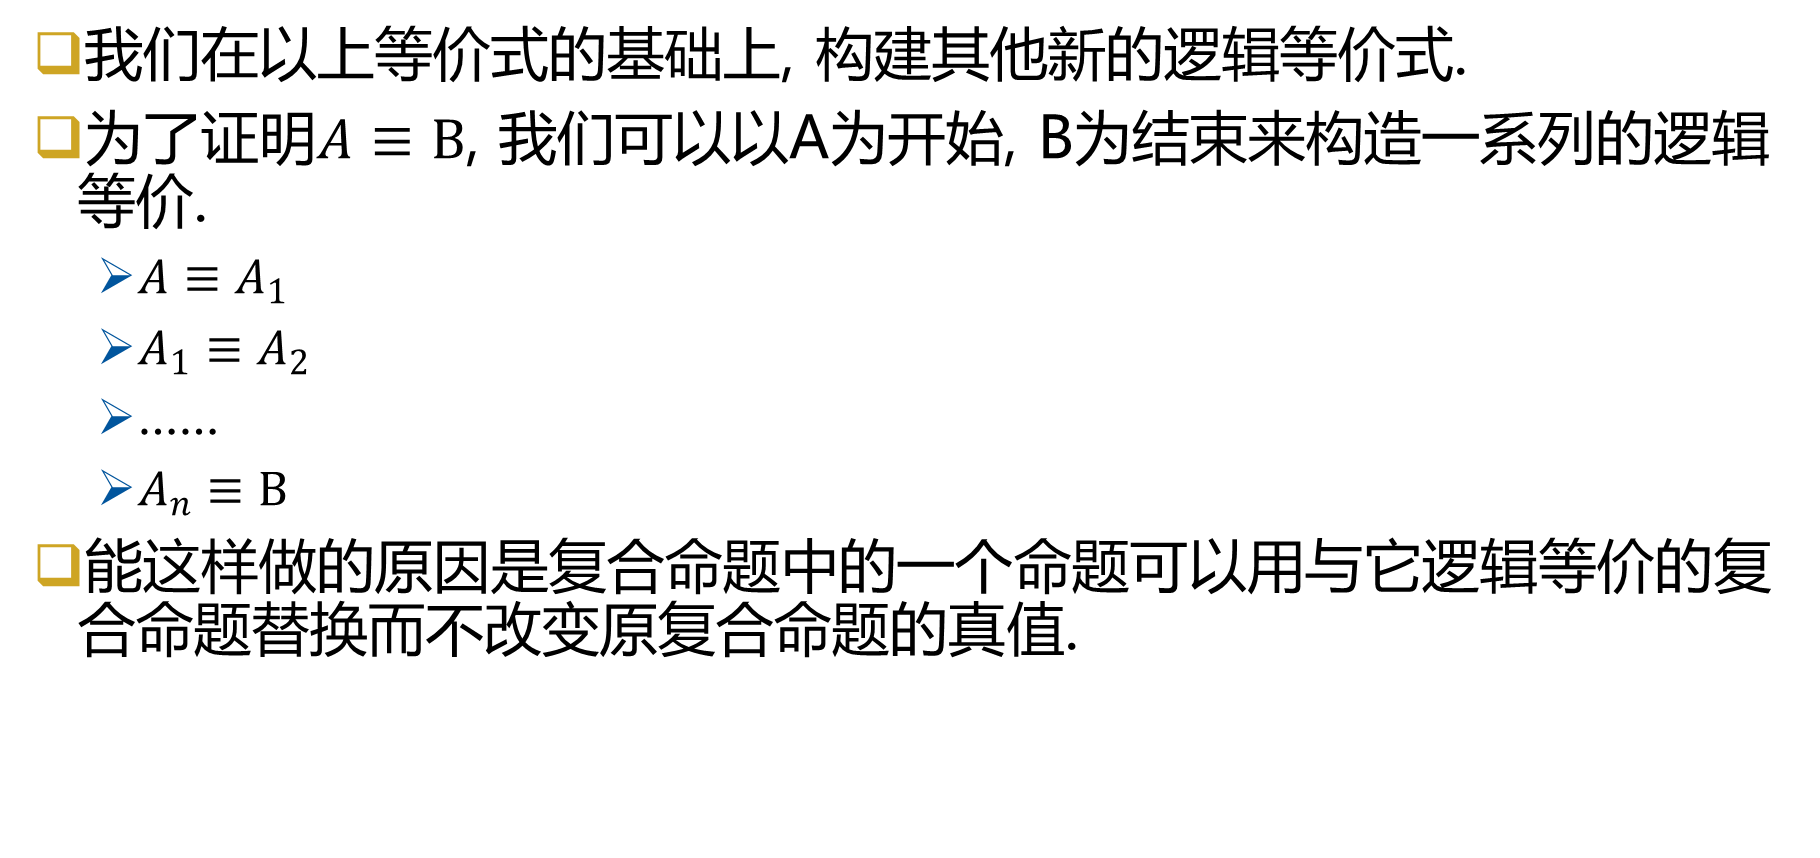 我们在以上等价式的基础上, 构建其他新的逻辑等价式.
为了证明A ≡ B, 我们可以以A为开始, B为结束来构造一系列的逻辑
等价.
A ≡ A₁
A₁ ≡ A₂
……
Aₙ ≡ B
能这样做的原因是复合命题中的一个命题可以用与它逻辑等价的复
合命题替换而不改变原复合命题的真值.